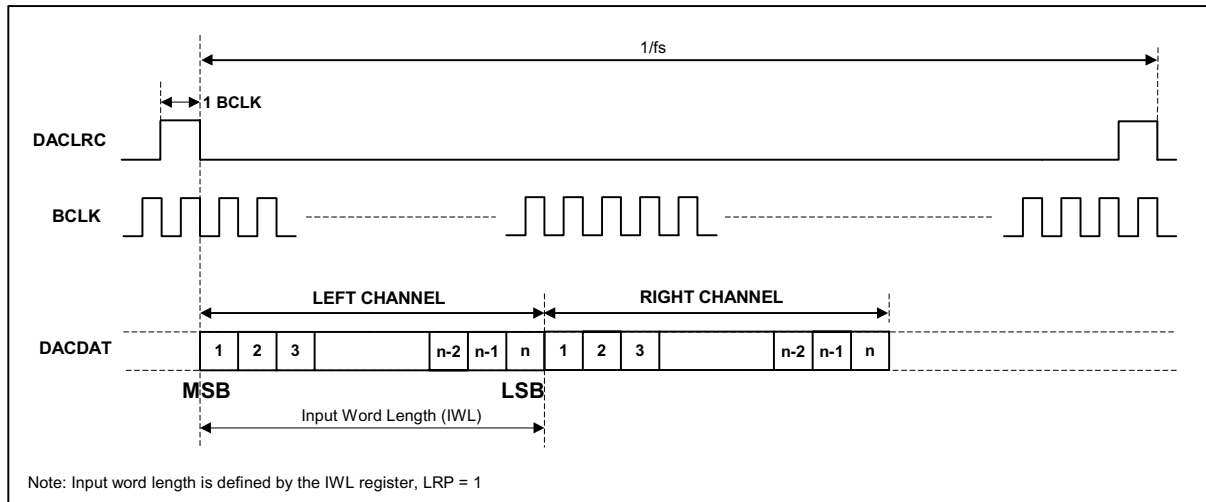 1/fs
1 BCLK
DACLRC
BCLK
LEFT CHANNEL RIGHT CHANNEL
DACDAT 1 2 3 n-2 n-1 n 1 2 3 n-2 n-1 n
MSB LSB
Input Word Length (IWL)
Note: Input word length is defined by the IWL register, LRP = 1